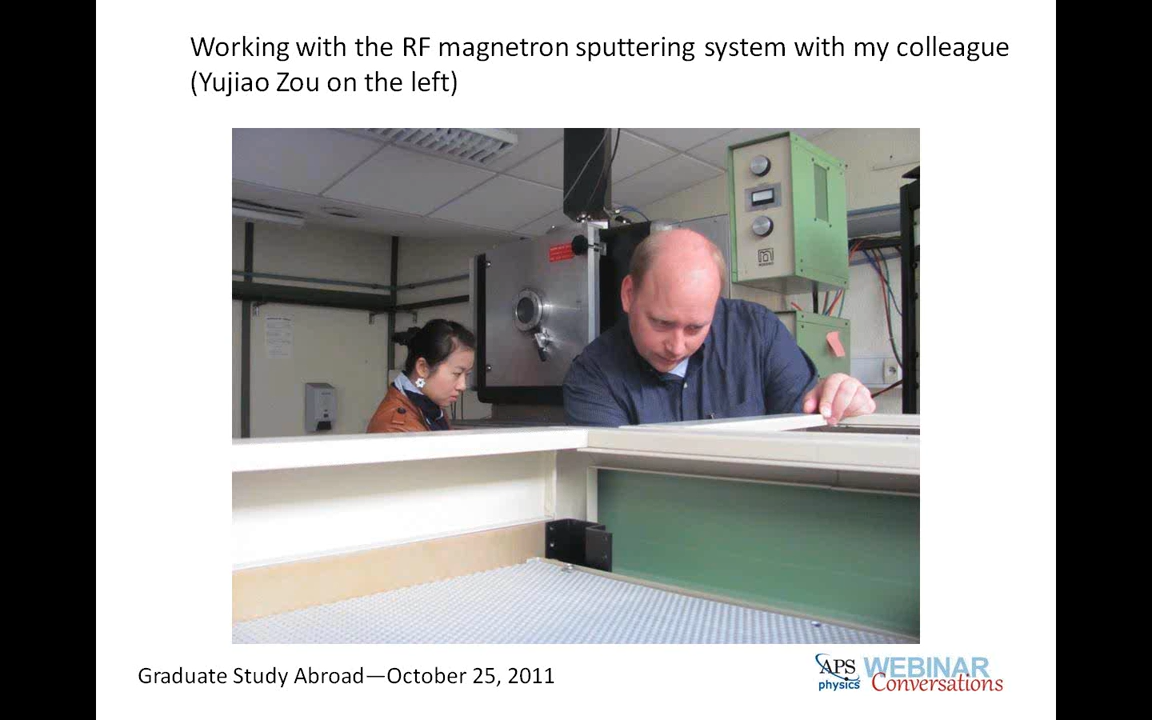 Working with the RF magnetron sputtering system with my colleague
(Yujiao Zou on the left)
Graduate Study Abroad—October 25, 2011
APS
physics
WEBINAR
Conversations